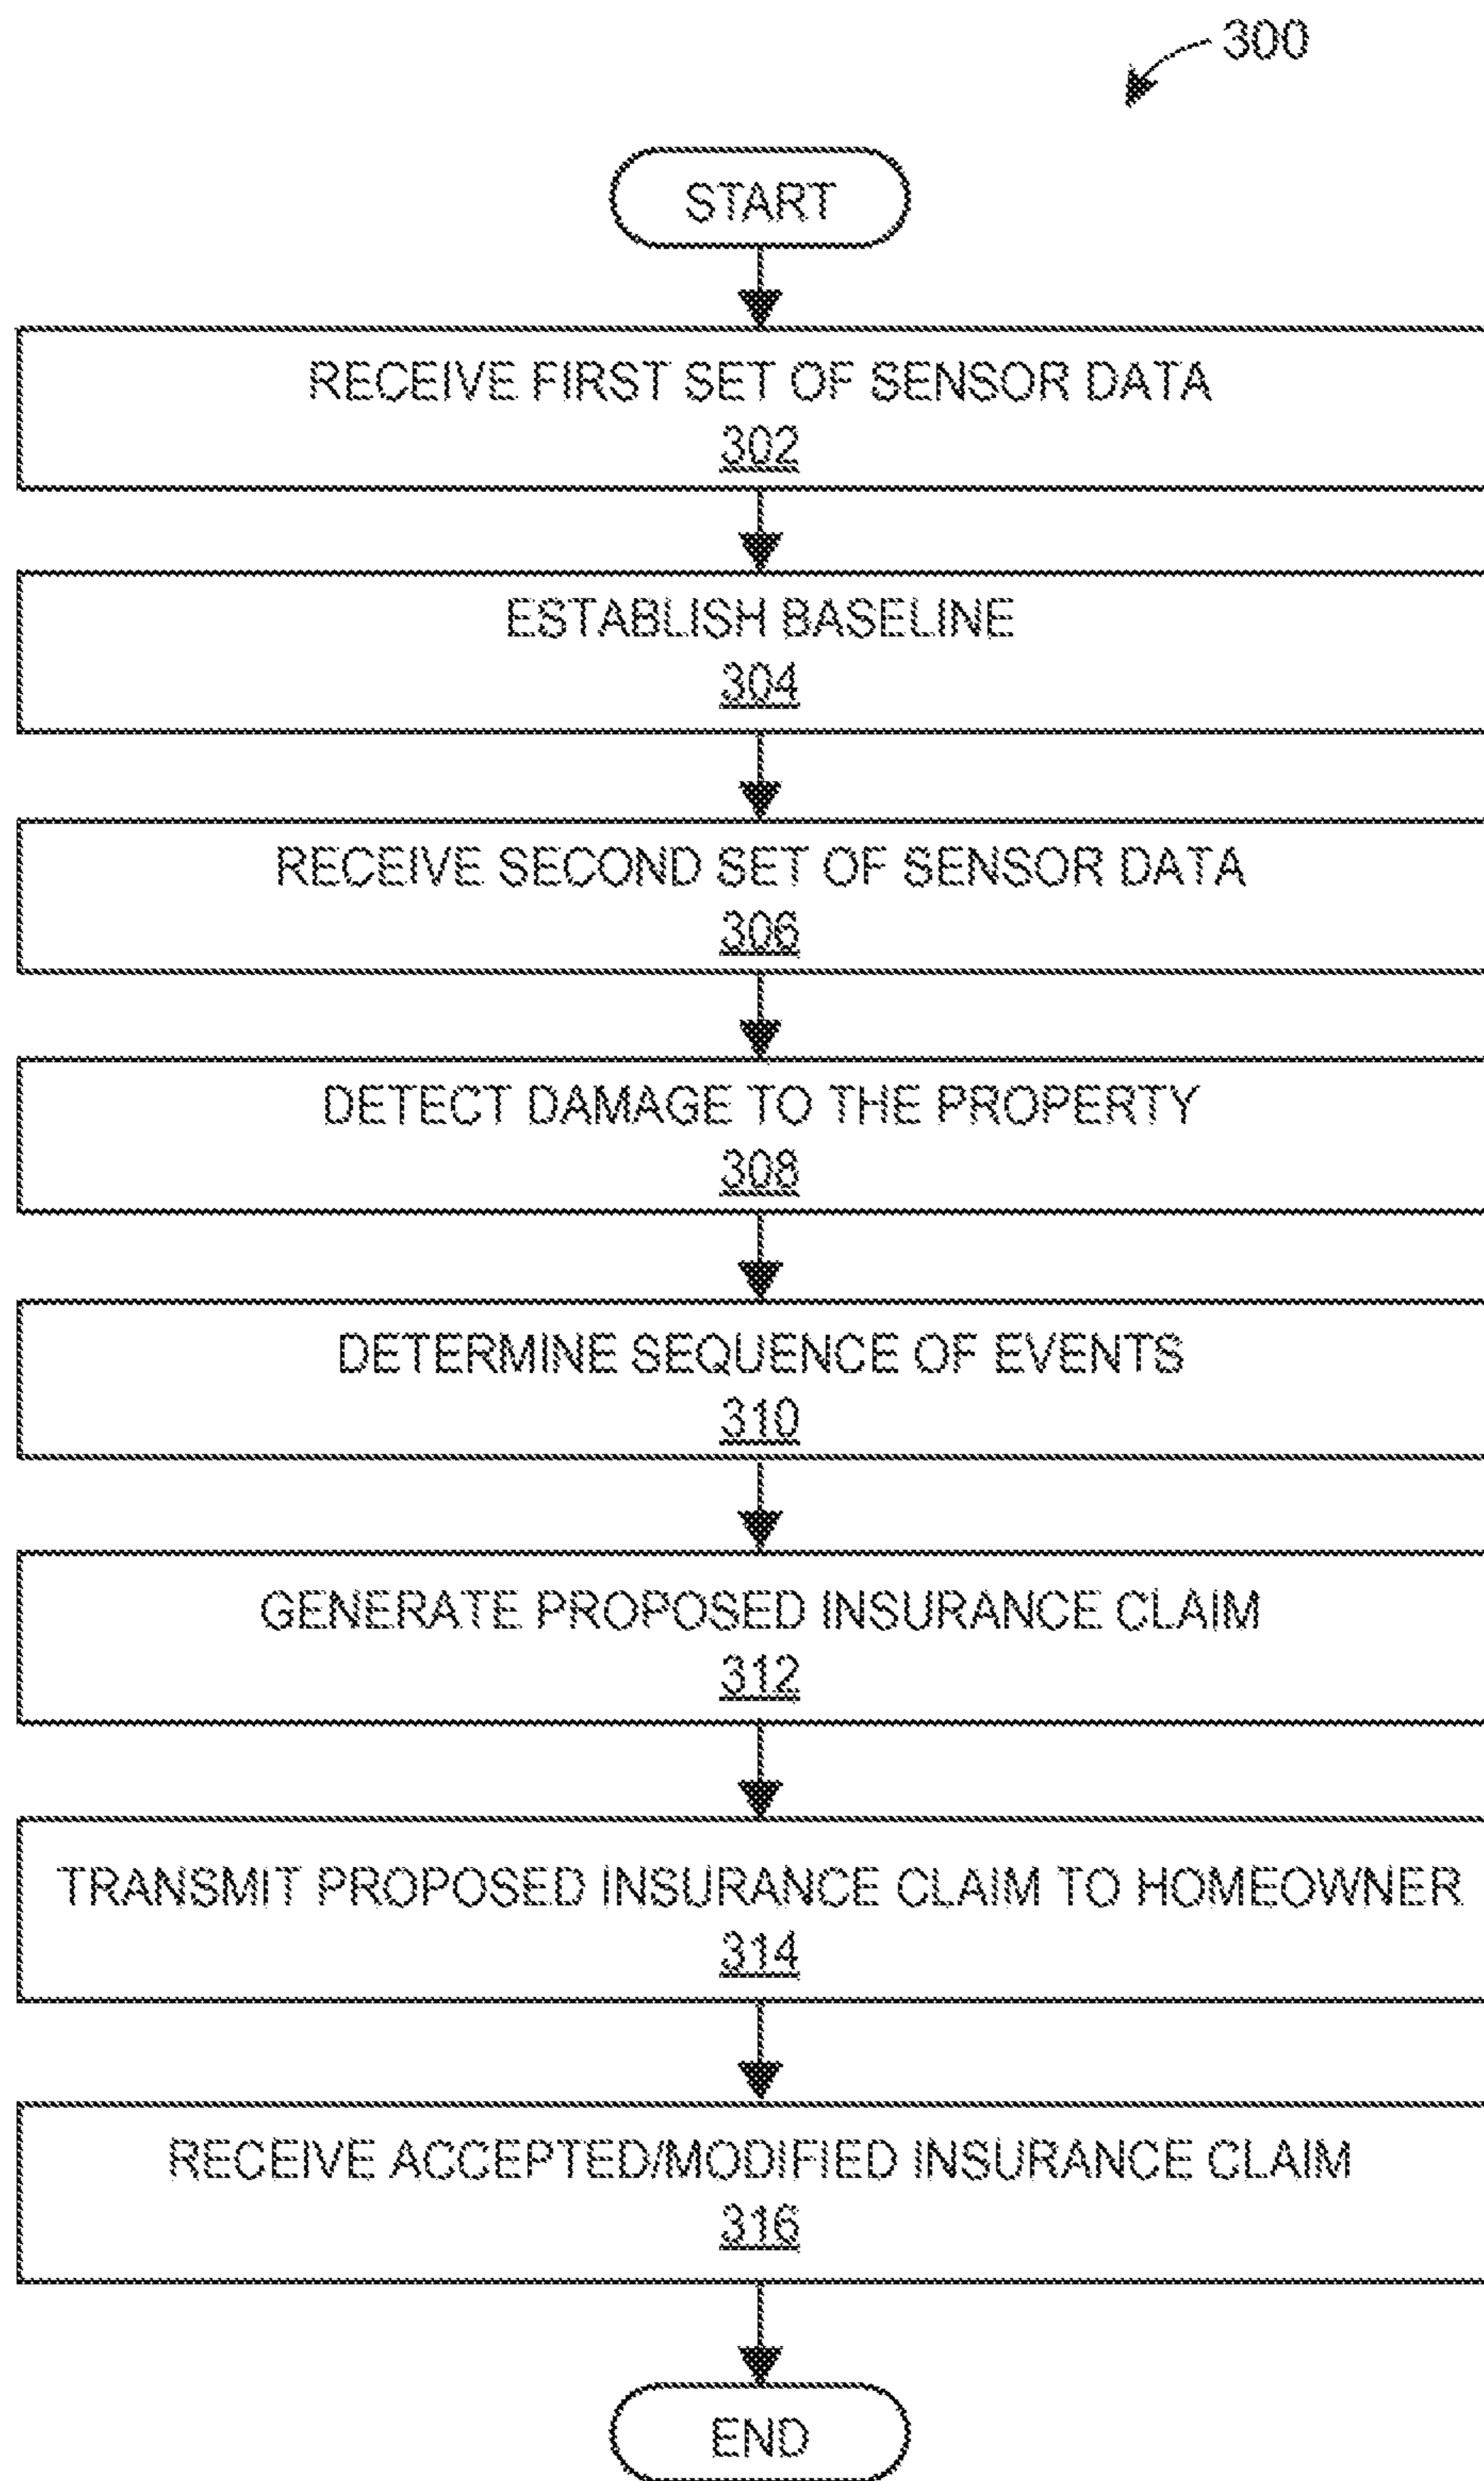 300
START
RECEIVE FIRST SET OF SENSOR DATA
302
ESTABLISH BASELINE
304
RECEIVE SECOND SET OF SENSOR DATA
306
DETECT DAMAGE TO THE PROPERTY
308
DETERMINE SEQUENCE OF EVENTS
310
GENERATE PROPOSED INSURANCE CLAIM
312
TRANSMIT PROPOSED INSURANCE CLAIM TO HOMEOWNER
314
RECEIVE ACCEPTED/MODIFIED INSURANCE CLAIM
316
END